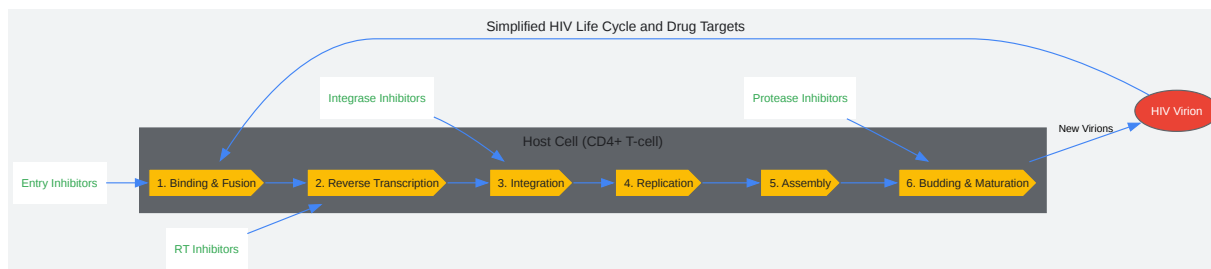 Simplified HIV Life Cycle and Drug Targets
Integrase Inhibitors
Protease Inhibitors
HIV Virion
New Virions
Host Cell (CD4+ T-cell)
Entry Inhibitors
1. Binding & Fusion
2. Reverse Transcription
3. Integration
4. Replication
5. Assembly
6. Budding & Maturation
RT Inhibitors